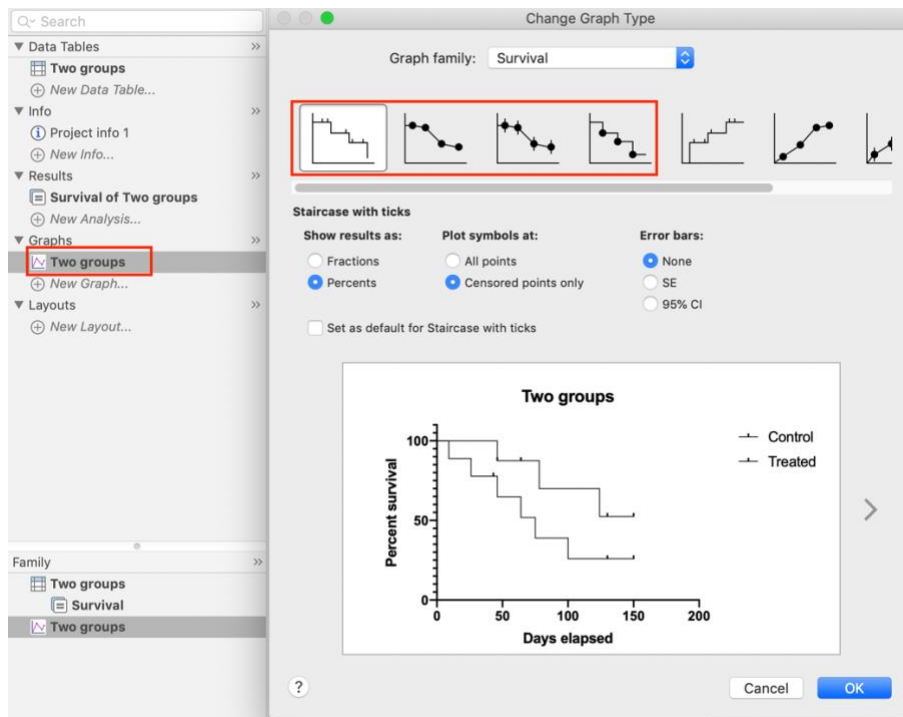 Search
Data Tables
Two groups
New Data Table...
Info
Project info 1
New Info...
Results
Survival of Two groups
New Analysis...
Graphs
Two groups
New Graph...
Layouts
New Layout...
Family
Two groups
Survival
Two groups
Change Graph Type
Graph family: Survival
Staircase with ticks
Show results as: Plot symbols at: Error bars:
Fractions All points None
Percents Censored points only SE
95% CI
Set as default for Staircase with ticks
Two groups
Control
Treated
Percent survival
100
50
0
0 50 100 150 200
Days elapsed
? Cancel OK